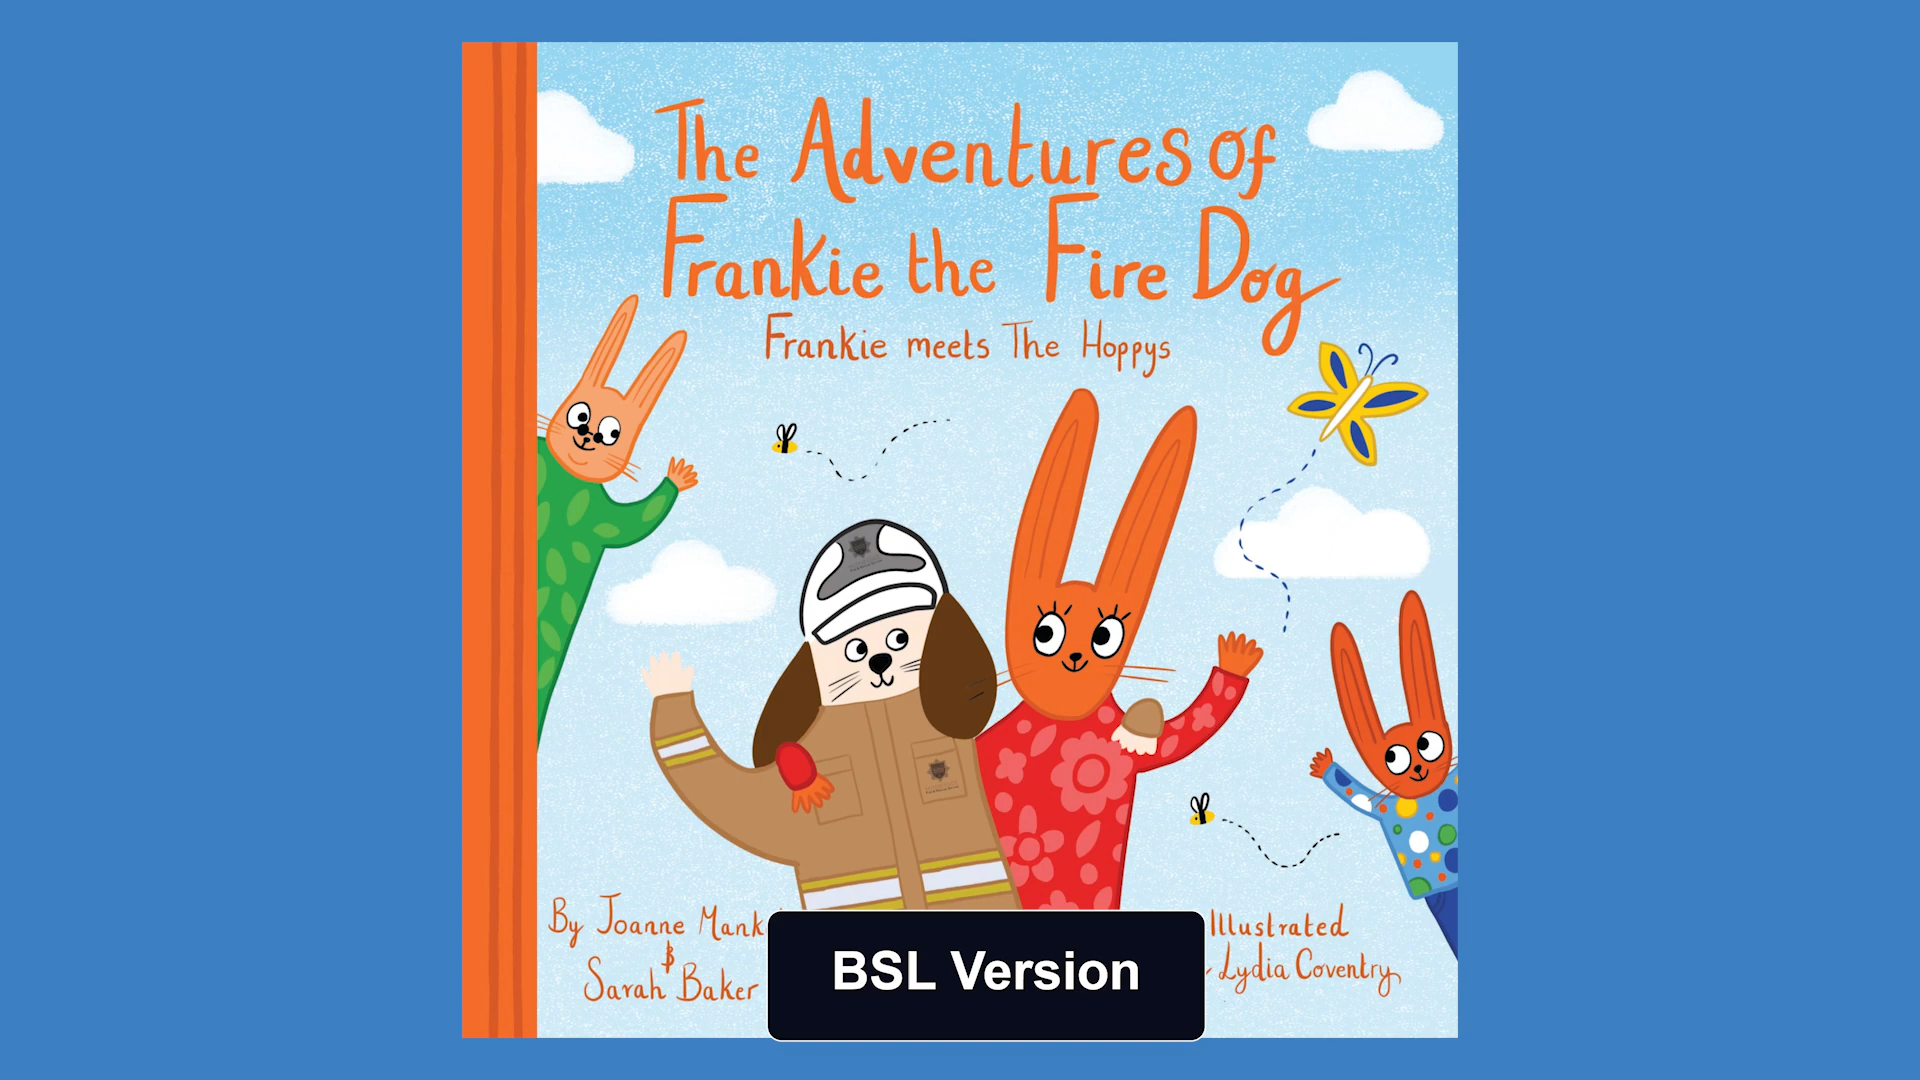 The Adventures of
Frankie the Fire Dog
Frankie meets The Hoppys
By Joanne
&
Sarah Baker
Illustrated
Lydia Coventry
BSL Version